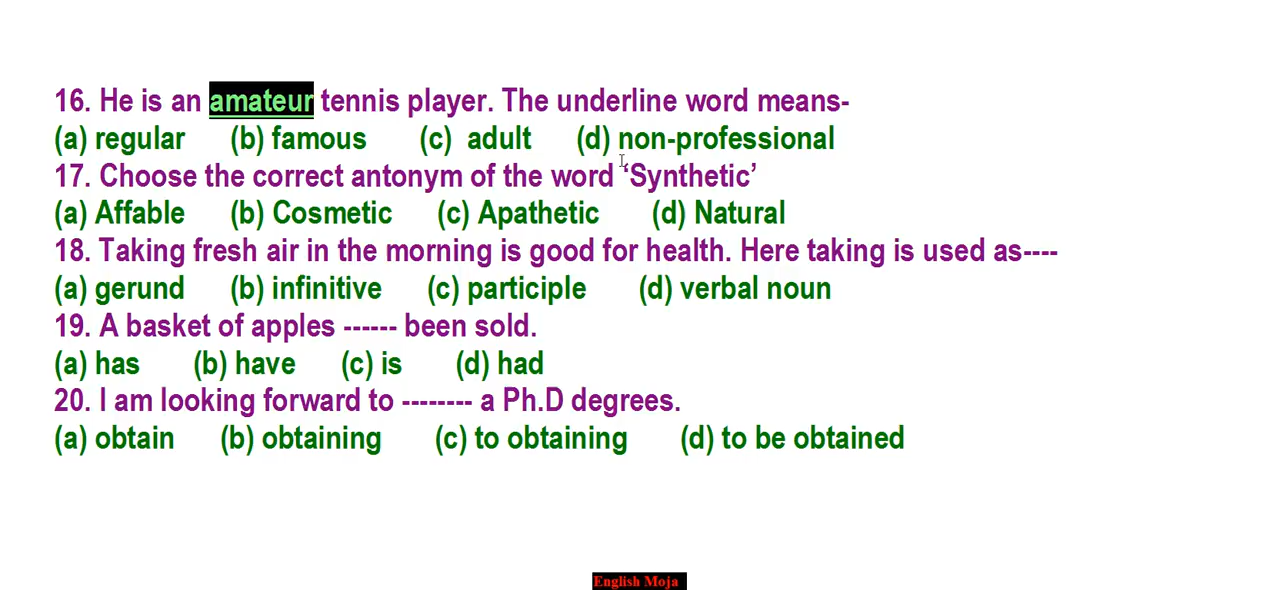 16. He is an amateur tennis player. The underline word means-
(a) regular (b) famous (c) adult (d) non-professional
17. Choose the correct antonym of the word ‘Synthetic’
(a) Affable (b) Cosmetic (c) Apathetic (d) Natural
18. Taking fresh air in the morning is good for health. Here taking is used as----
(a) gerund (b) infinitive (c) participle (d) verbal noun
19. A basket of apples ------ been sold.
(a) has (b) have (c) is (d) had
20. I am looking forward to -------- a Ph.D degrees.
(a) obtain (b) obtaining (c) to obtaining (d) to be obtained
English Moja